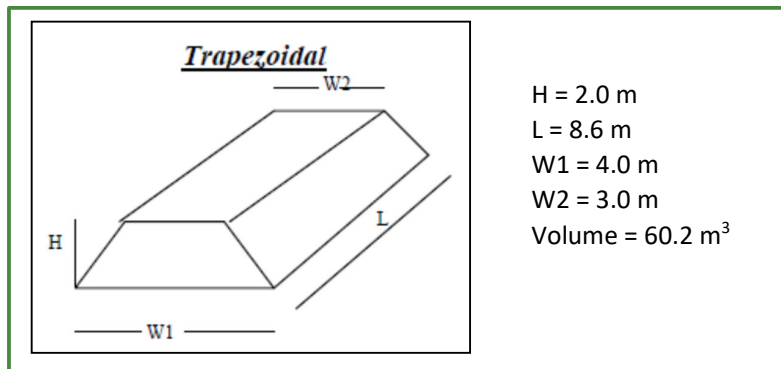 Trapezoidal
W2
H
L
W1
H = 2.0 m
L = 8.6 m
W1 = 4.0 m
W2 = 3.0 m
Volume = 60.2 m³